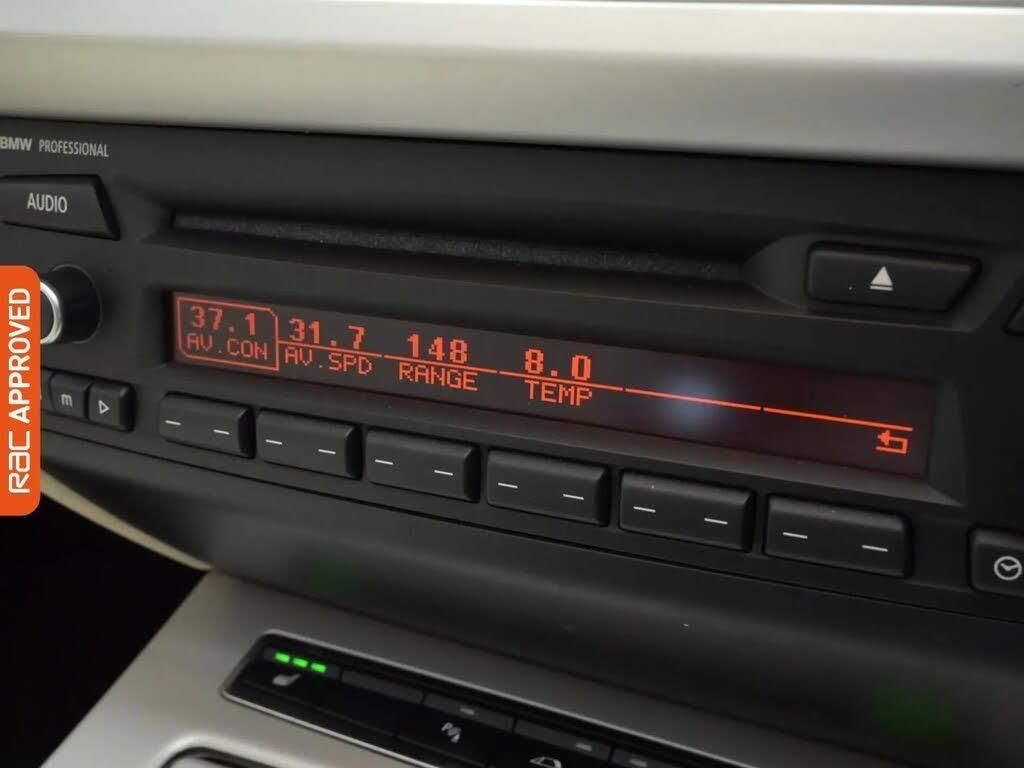 BMW PROFESSIONAL
AUDIO
rac APPROVED
37.1 31.7 148 8.0
AV.CON AV.SPD RANGE TEMP
m